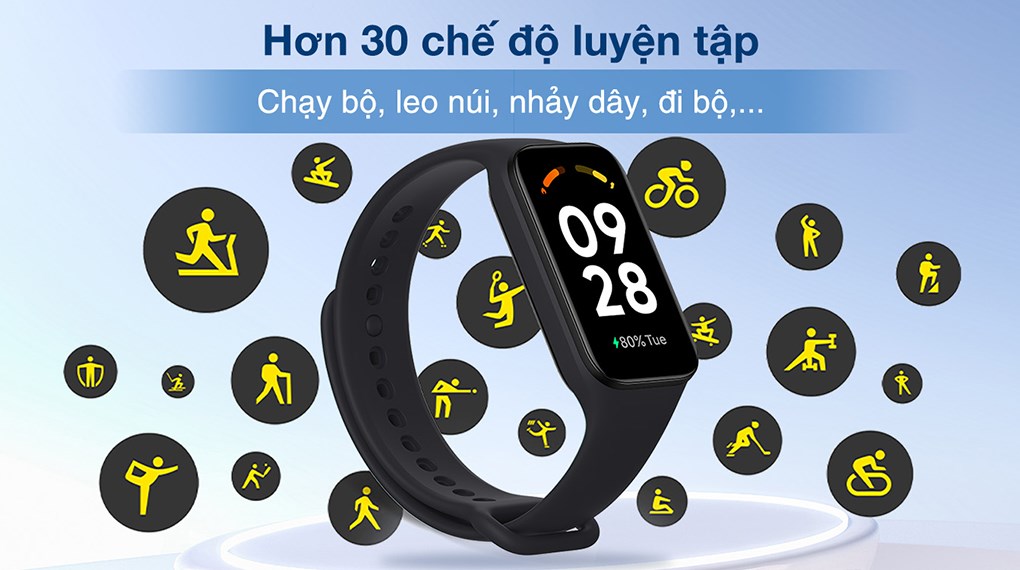 Hơn 30 chế độ luyện tập
Chạy bộ, leo núi, nhảy dây, đi bộ,...
09
28
80% Tue